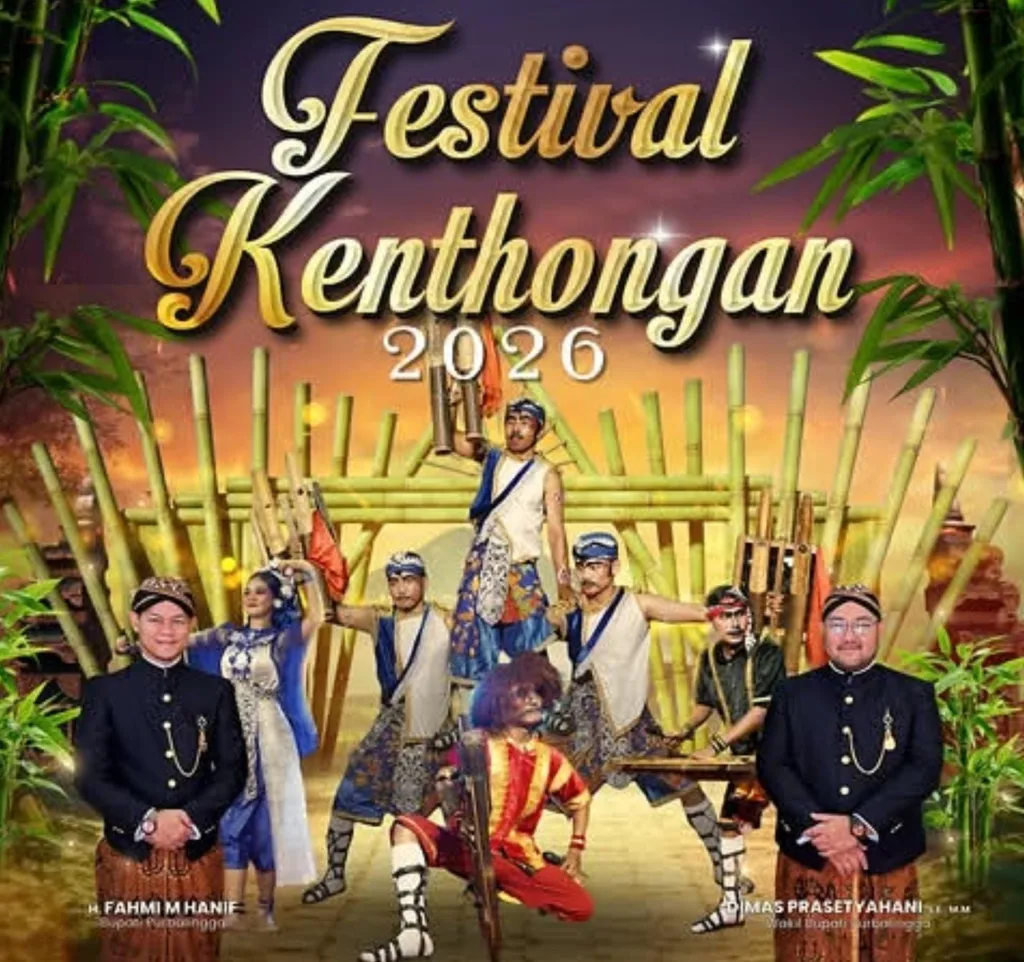 Festival
Kenthongan
2026
H. FAHMI M HANIF
Bupati Purbalingga
DIMAS PRASETYAHANI S.E. M.M
Wakil Bupati Purbalingga